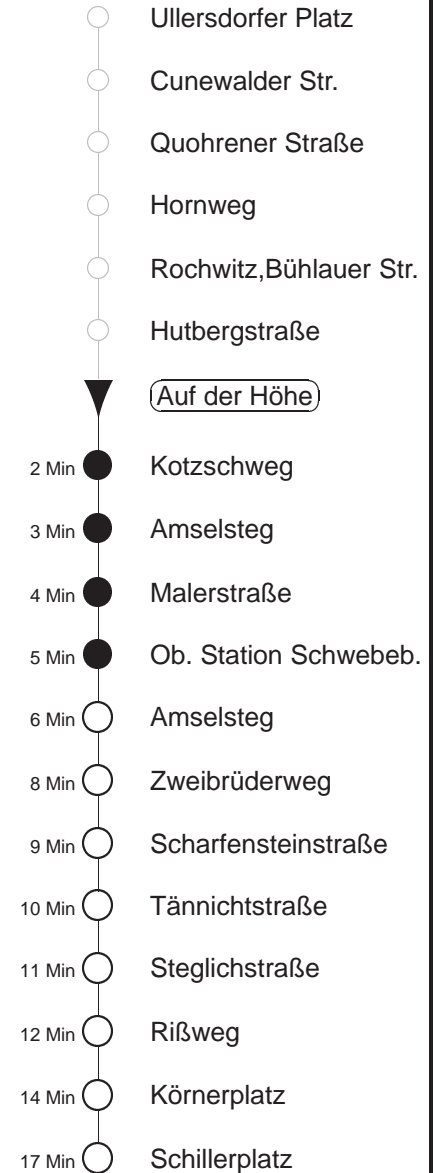 Ullersdorfer Platz
Cunewalder Str.
Quohrener Straße
Hornweg
Rochwitz,Bühlauer Str.
Hutbergstraße
Auf der Höhe
2 Min Kotzschweg
3 Min Amselsteg
4 Min Malerstraße
5 Min Ob. Station Schwebeb.
6 Min Amselsteg
8 Min Zweibrüderweg
9 Min Scharfensteinstraße
10 Min Tännichtstraße
11 Min Steglichstraße
12 Min Rißweg
14 Min Körnerplatz
17 Min Schillerplatz